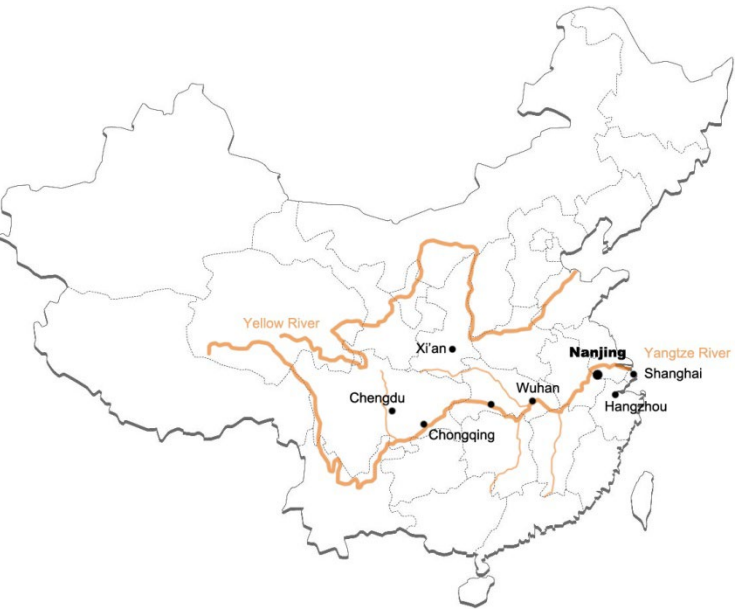 Yellow River
Xi'an
Nanjing
Yangtze River
Shanghai
Wuhan
Chengdu
Hangzhou
Chongqing